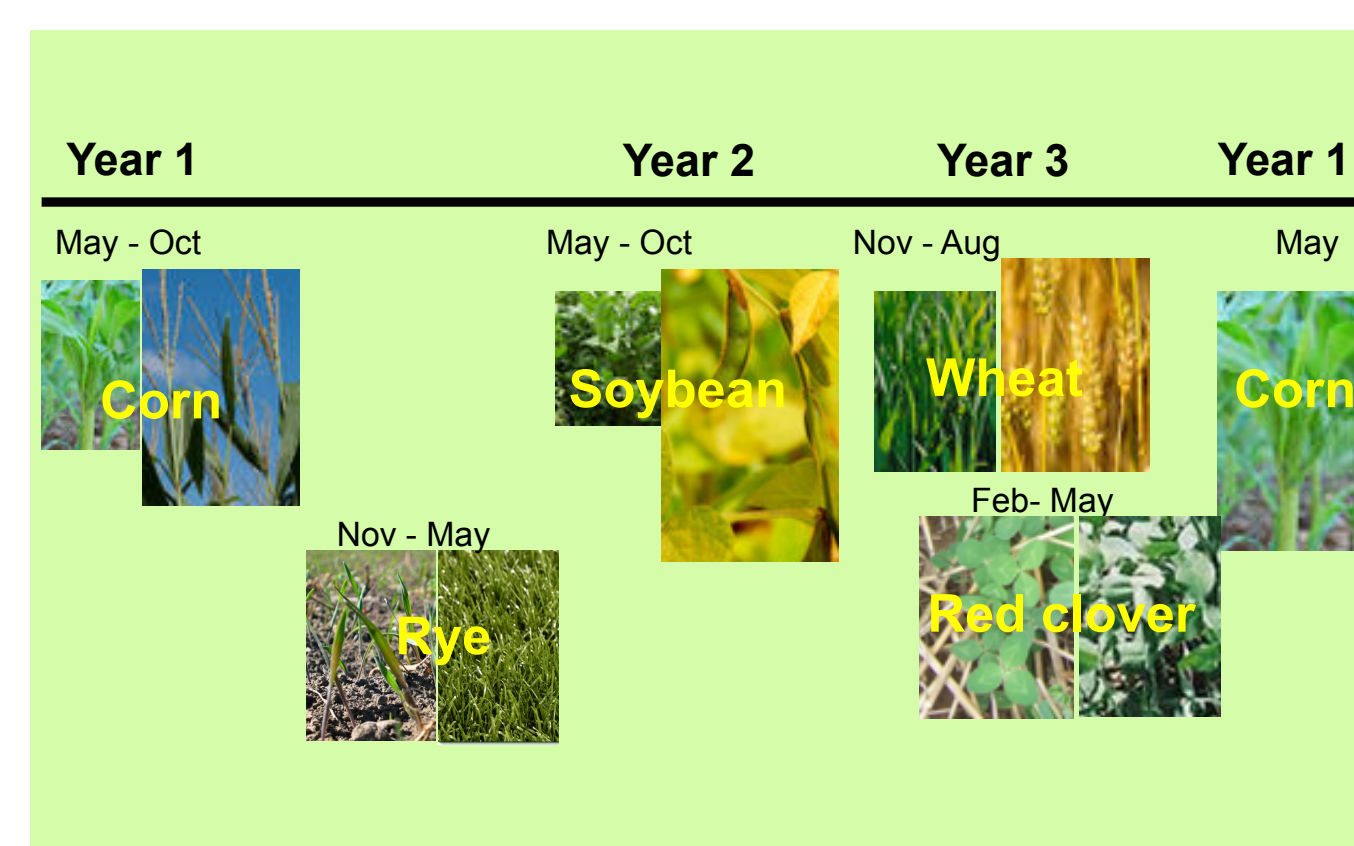 Year 1
Year 2
Year 3
Year 1
May - Oct
May - Oct
Nov - Aug
May
Corn
Soybean
Wheat
Corn
Nov - May
Feb- May
Rye
Red clover